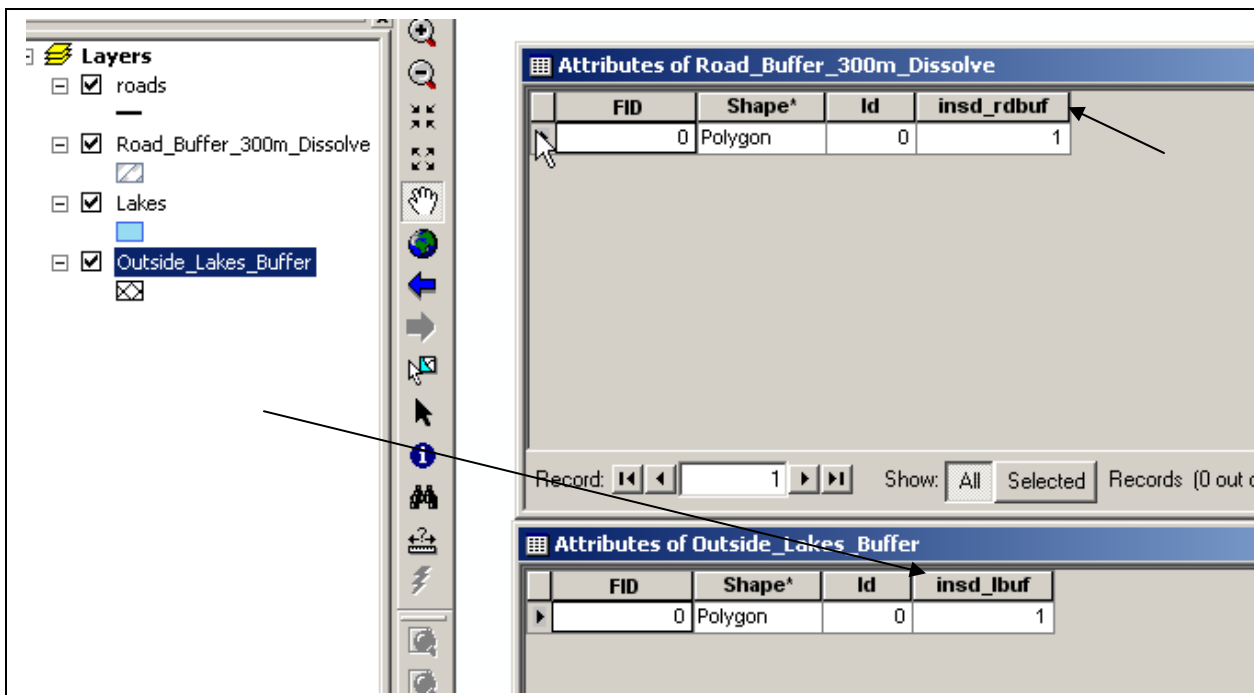 Layers
roads
Road_Buffer_300m_Dissolve
Lakes
Outside_Lakes_Buffer
Attributes of Road_Buffer_300m_Dissolve
FID Shape* Id insd_rdbuf
0 Polygon 0 1
Record: 1 Show: All Selected Records (0 out o
Attributes of Outside_Lakes_Buffer
FID Shape* Id insd_lbuf
0 Polygon 0 1